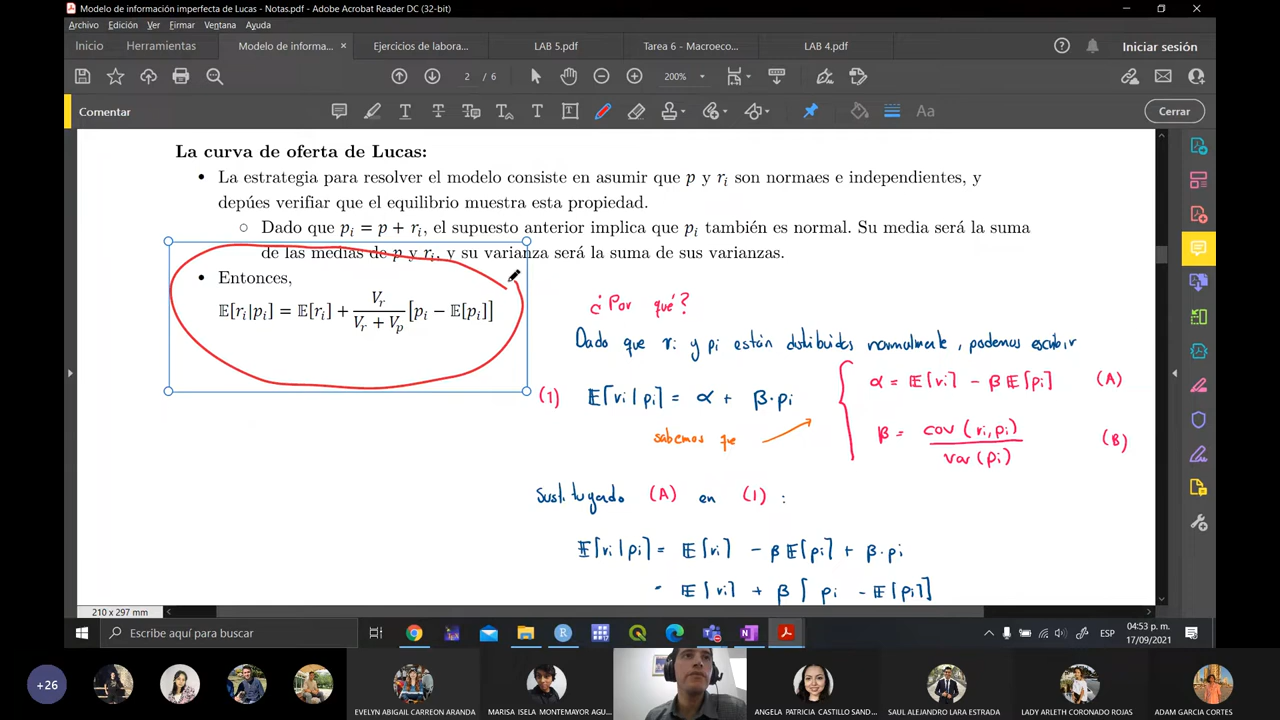 Modelo de información imperfecta de Lucas - Notas.pdf - Adobe Acrobat Reader DC (32-bit)
Archivo Edición Ver Firmar Ventana Ayuda
Inicio Herramientas Modelo de informa... × Ejercicios de labora... LAB 5.pdf Tarea 6 - Macroeco... LAB 4.pdf Iniciar sesión
2 / 6 200%
Comentar Aa Cerrar
La curva de oferta de Lucas:
• La estrategia para resolver el modelo consiste en asumir que p y r_i son normaes e independientes, y
depúes verifiar que el equilibrio muestra esta propiedad.
○ Dado que p_i = p + r_i, el supuesto anterior implica que p_i también es normal. Su media será la suma
de las medias de p y r_i, y su varianza será la suma de sus varianzas.
• Entonces,
𝔼[r_i|p_i] = 𝔼[r_i] + V_r / (V_r + V_p) [p_i − 𝔼[p_i]]
¿Por qué?
Dado que ri y pi están distribuidos normalmente, podemos escribir
(1) 𝔼[ri|pi] = α + β·pi
α = 𝔼[ri] − β𝔼[pi] (A)
sabemos que
β = cov(ri,pi) / var(pi) (B)
Sustituyendo (A) en (1) :
𝔼[ri|pi] = 𝔼[ri] − β𝔼[pi] + β·pi
= 𝔼[ri] + β[pi − 𝔼[pi]]
210 x 297 mm
Escribe aquí para buscar
ESP
04:53 p. m.
17/09/2021
+26
EVELYN ABIGAIL CARREON ARANDA
MARISA ISELA MONTEMAYOR AGU...
ANGELA PATRICIA CASTILLO SAND...
SAUL ALEJANDRO LARA ESTRADA
LADY ARLETH CORONADO ROJAS
ADAM GARCIA CORTES